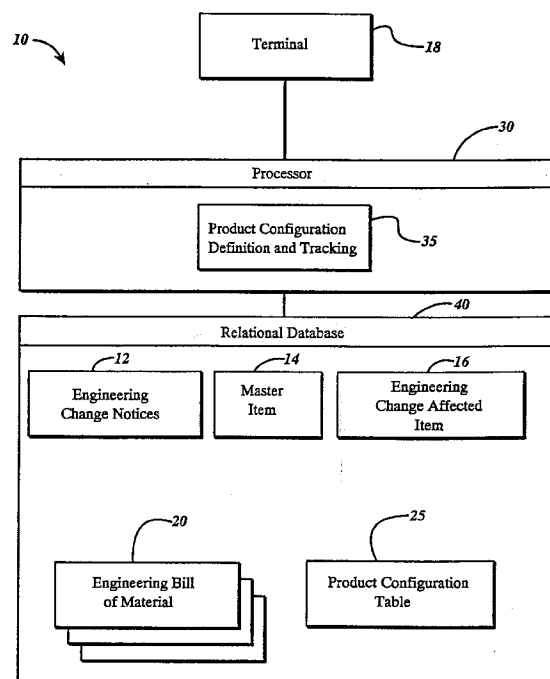 10
Terminal
18
30
Processor
Product Configuration
Definition and Tracking
35
40
Relational Database
12
14
16
Engineering
Change Notices
Master
Item
Engineering
Change Affected
Item
20
25
Engineering Bill
of Material
Product Configuration
Table